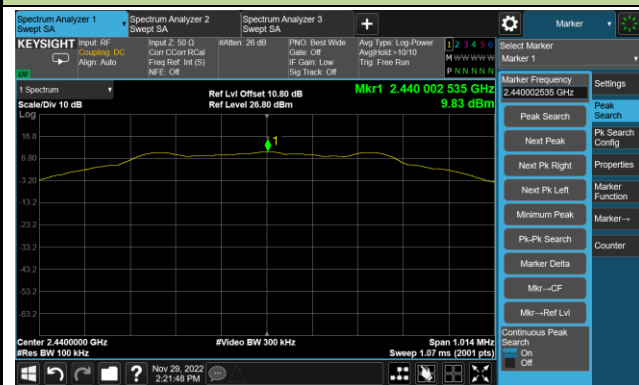 Spectrum Analyzer 1
Swept SA
Spectrum Analyzer 2
Swept SA
Spectrum Analyzer 3
Swept SA
Marker
KEYSIGHT
Input: RF
Coupling: DC
Align: Auto
Input Z: 50 Ω
Corr CCorr RCal
Freq Ref: Int (S)
NFE: Off
#Atten: 26 dB
PNO: Best Wide
Gate: Off
IF Gain: Low
Sig Track: Off
Avg Type: Log-Power
Avg|Hold:>10/10
Trig: Free Run
1 2 3 4 5 6
M W W W W W
P N N N N N
Select Marker
Marker 1
LXI
1 Spectrum
Scale/Div 10 dB
Log
Ref Lvl Offset 10.80 dB
Ref Level 26.80 dBm
Mkr1 2.440 002 535 GHz
9.83 dBm
16.8
6.80
-3.20
-13.2
-23.2
-33.2
-43.2
-53.2
-63.2
1
Center 2.4400000 GHz
#Res BW 100 kHz
#Video BW 300 kHz
Span 1.014 MHz
Sweep 1.07 ms (2001 pts)
Marker Frequency
2.440002535 GHz
Peak Search
Next Peak
Next Pk Right
Next Pk Left
Minimum Peak
Pk-Pk Search
Marker Delta
Mkr→CF
Mkr→Ref Lvl
Continuous Peak
Search
On
Off
Settings
Peak
Search
Pk Search
Config
Properties
Marker
Function
Marker→
Counter
Nov 29, 2022
2:21:48 PM